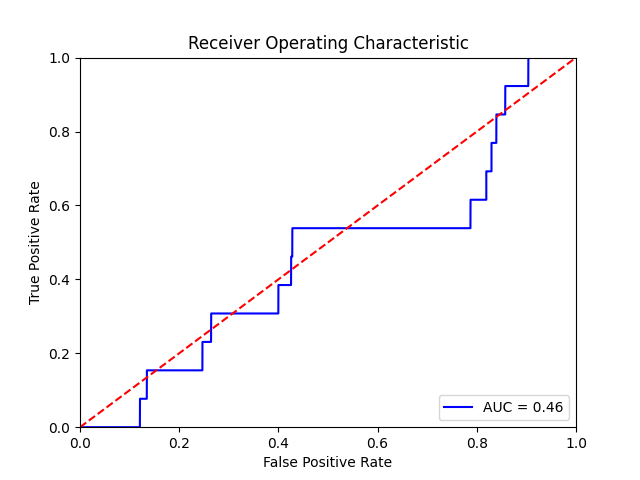 Receiver Operating Characteristic
1.0
0.8
0.6
0.4
0.2
0.0
True Positive Rate
AUC = 0.46
0.0 0.2 0.4 0.6 0.8 1.0
False Positive Rate